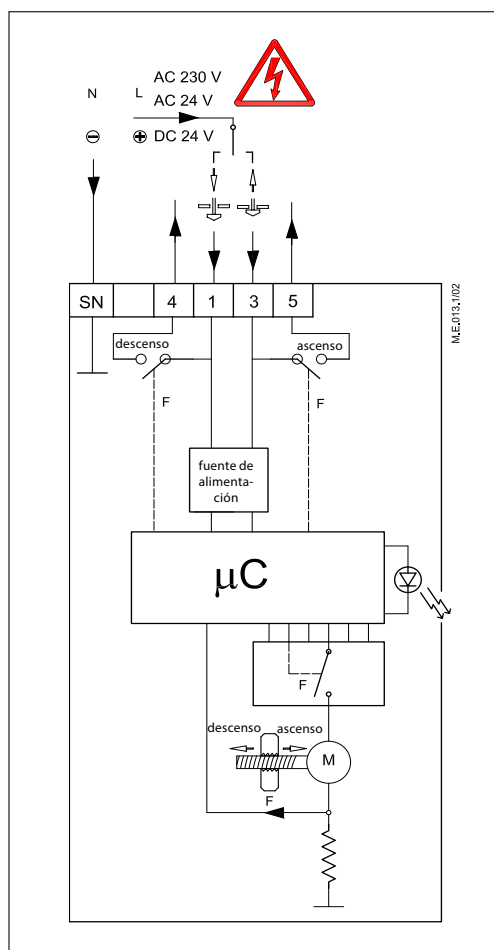 AC 230 V
N L AC 24 V
DC 24 V
SN 4 1 3 5
M.E.013.1/02
descenso ascenso
F F
fuente de
alimenta-
ción
µC
F
descenso ascenso
M
F